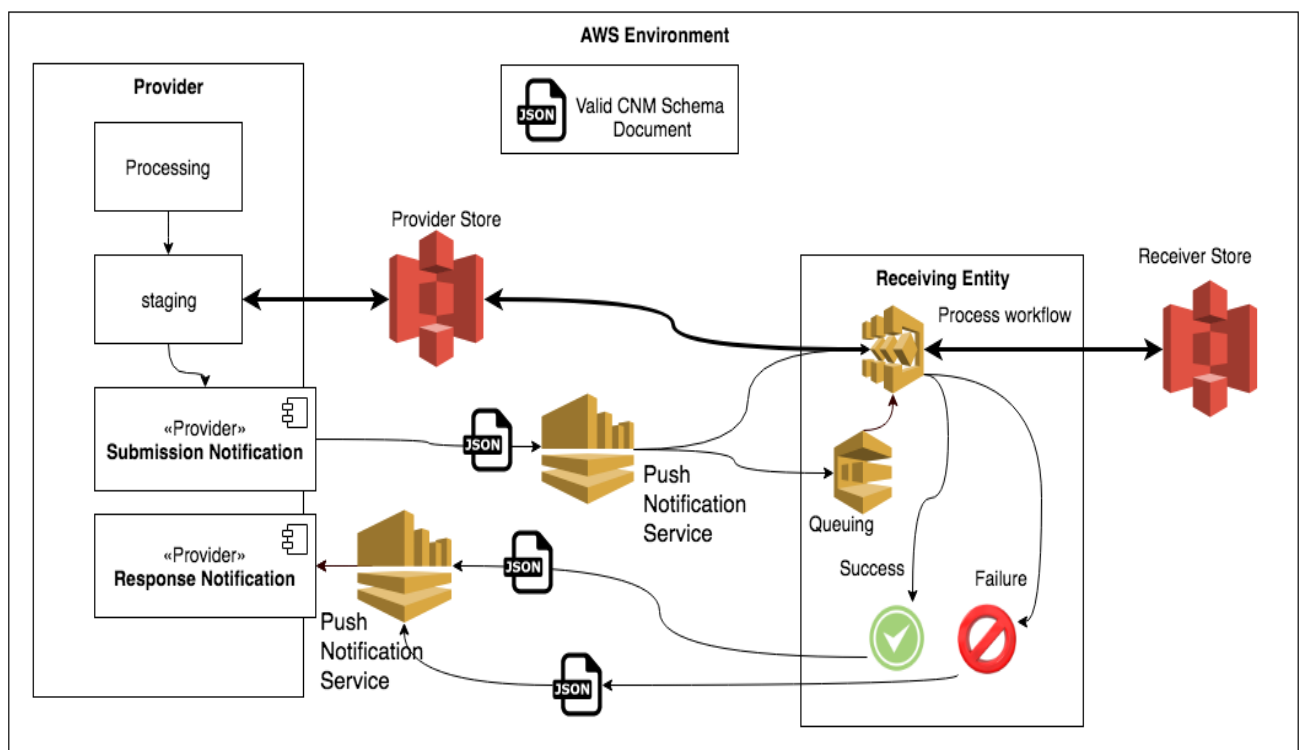 AWS Environment
Provider
JSON
Valid CNM Schema
Document
Processing
Provider Store
staging
Receiving Entity
Receiver Store
Process workflow
«Provider»
Submission Notification
JSON
Push
Notification
Service
Queuing
«Provider»
Response Notification
JSON
Success
Failure
Push
Notification
Service
JSON